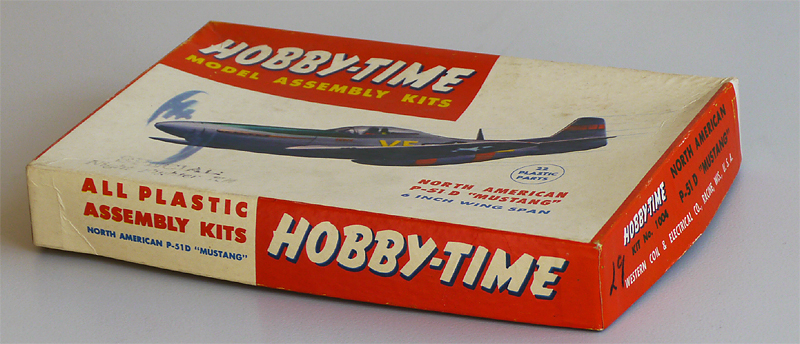 HOBBY-TIME
MODEL ASSEMBLY KITS
22
PLASTIC
PARTS
NORTH AMERICAN
P-51 D "MUSTANG"
6 INCH WING SPAN
ALL PLASTIC
ASSEMBLY KITS
NORTH AMERICAN P-51D "MUSTANG"
HOBBY-TIME
HOBBY-TIME
NORTH AMERICAN
KIT No. 1004
P-51 D "MUSTANG"
WESTERN COIL & ELECTRICAL CO., RACINE, WIS., U.S.A.
29